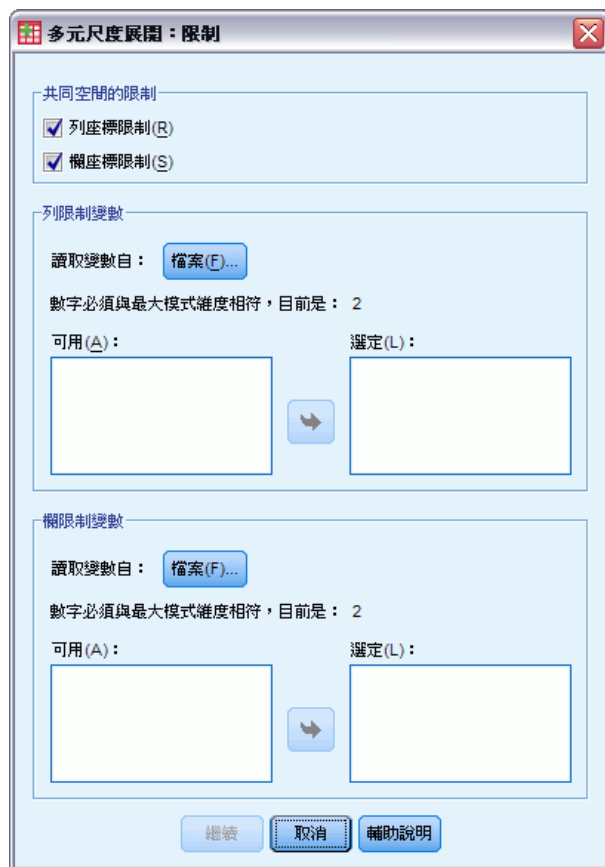 多元尺度展開：限制
共同空間的限制
列座標限制(R)
欄座標限制(S)
列限制變數
讀取變數自： 檔案(F)...
數字必須與最大模式維度相符，目前是： 2
可用(A)： 選定(L)：
欄限制變數
讀取變數自： 檔案(F)...
數字必須與最大模式維度相符，目前是： 2
可用(A)： 選定(L)：
繼續 取消 輔助說明